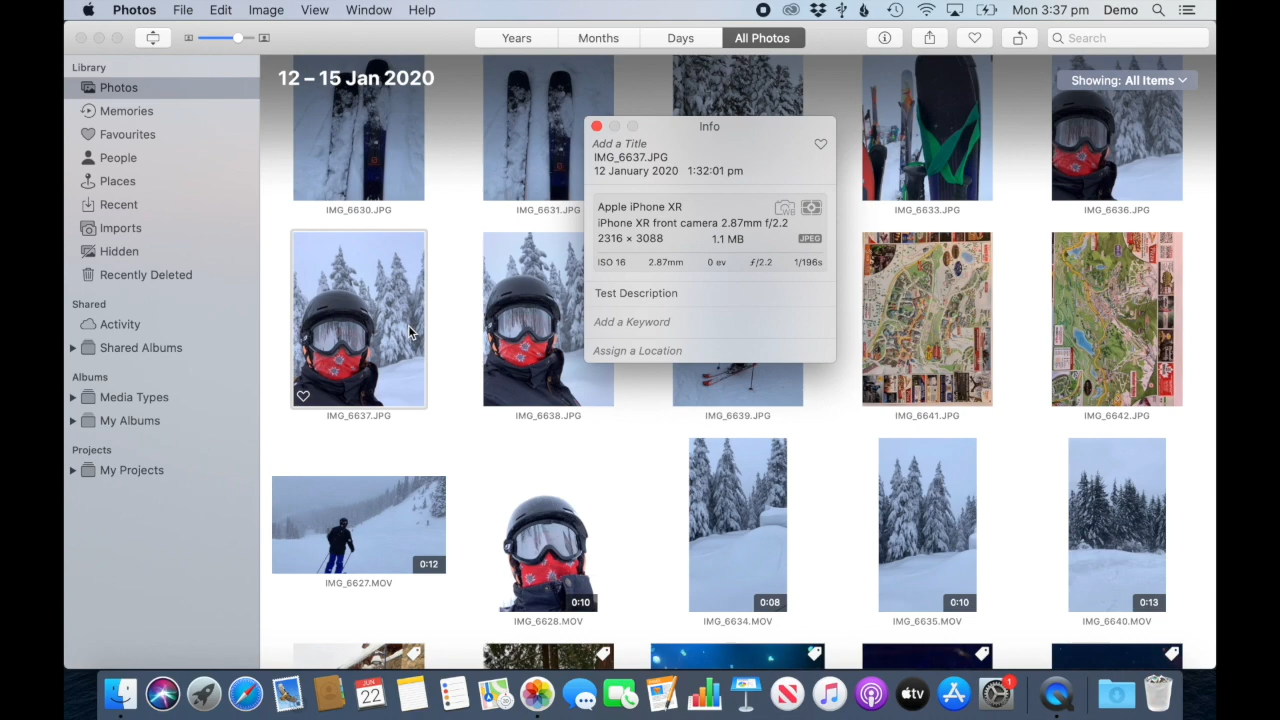 Photos File Edit Image View Window Help
Mon 3:37 pm Demo
Years Months Days All Photos
Search
Library
Photos
Memories
Favourites
People
Places
Recent
Imports
Hidden
Recently Deleted
Shared
Activity
Shared Albums
Albums
Media Types
My Albums
Projects
My Projects
12 – 15 Jan 2020
Showing: All Items
IMG_6630.JPG
IMG_6631.JPG
IMG_6633.JPG
IMG_6636.JPG
Info
Add a Title
IMG_6637.JPG
12 January 2020 1:32:01 pm
Apple iPhone XR
WB
iPhone XR front camera 2.87mm f/2.2
2316 × 3088 1.1 MB JPEG
ISO 16 2.87mm 0 ev ƒ/2.2 1/196s
Test Description
Add a Keyword
Assign a Location
IMG_6637.JPG
IMG_6638.JPG
IMG_6639.JPG
IMG_6641.JPG
IMG_6642.JPG
0:12
IMG_6627.MOV
0:10
IMG_6628.MOV
0:08
IMG_6634.MOV
0:10
IMG_6635.MOV
0:13
IMG_6640.MOV
JUN
22
tv
1